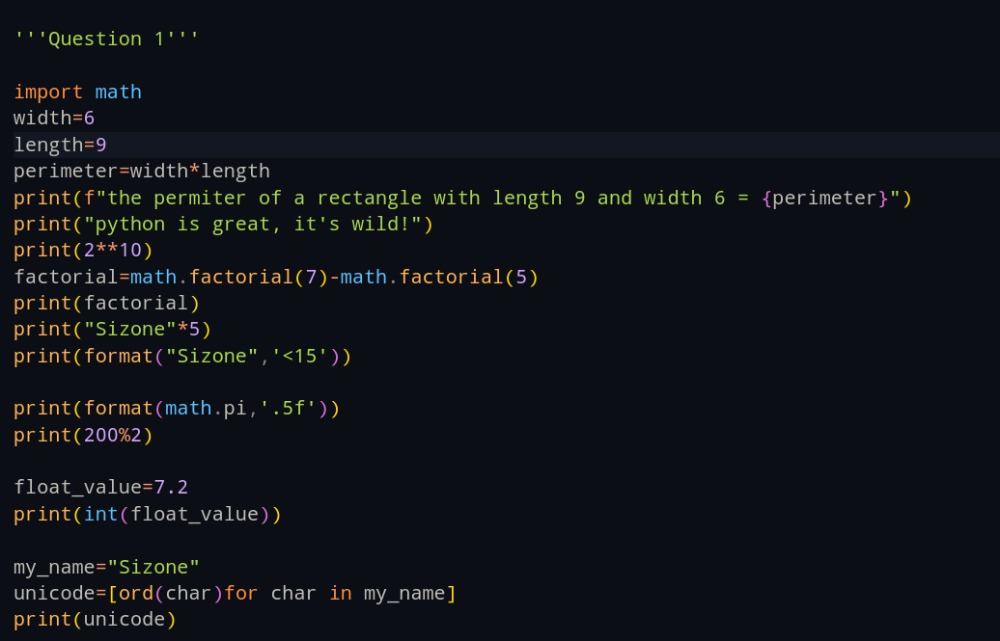 '''Question 1'''
import math
width=6
length=9
perimeter=width*length
print(f"the permiter of a rectangle with length 9 and width 6 = {perimeter}")
print("python is great, it's wild!")
print(2**10)
factorial=math.factorial(7)-math.factorial(5)
print(factorial)
print("Sizone"*5)
print(format("Sizone",'<15'))
print(format(math.pi,'.5f'))
print(200%2)
float_value=7.2
print(int(float_value))
my_name="Sizone"
unicode=[ord(char)for char in my_name]
print(unicode)